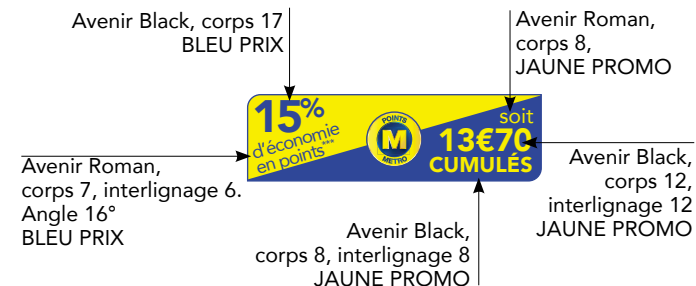 Avenir Black, corps 17
BLEU PRIX
Avenir Roman,
corps 8,
JAUNE PROMO
15%
d'économie
en points***
POINTS
M
METRO
soit
13€70
CUMULÉS
Avenir Roman,
corps 7, interlignage 6.
Angle 16°
BLEU PRIX
Avenir Black,
corps 12,
interlignage 12
JAUNE PROMO
Avenir Black,
corps 8, interlignage 8
JAUNE PROMO